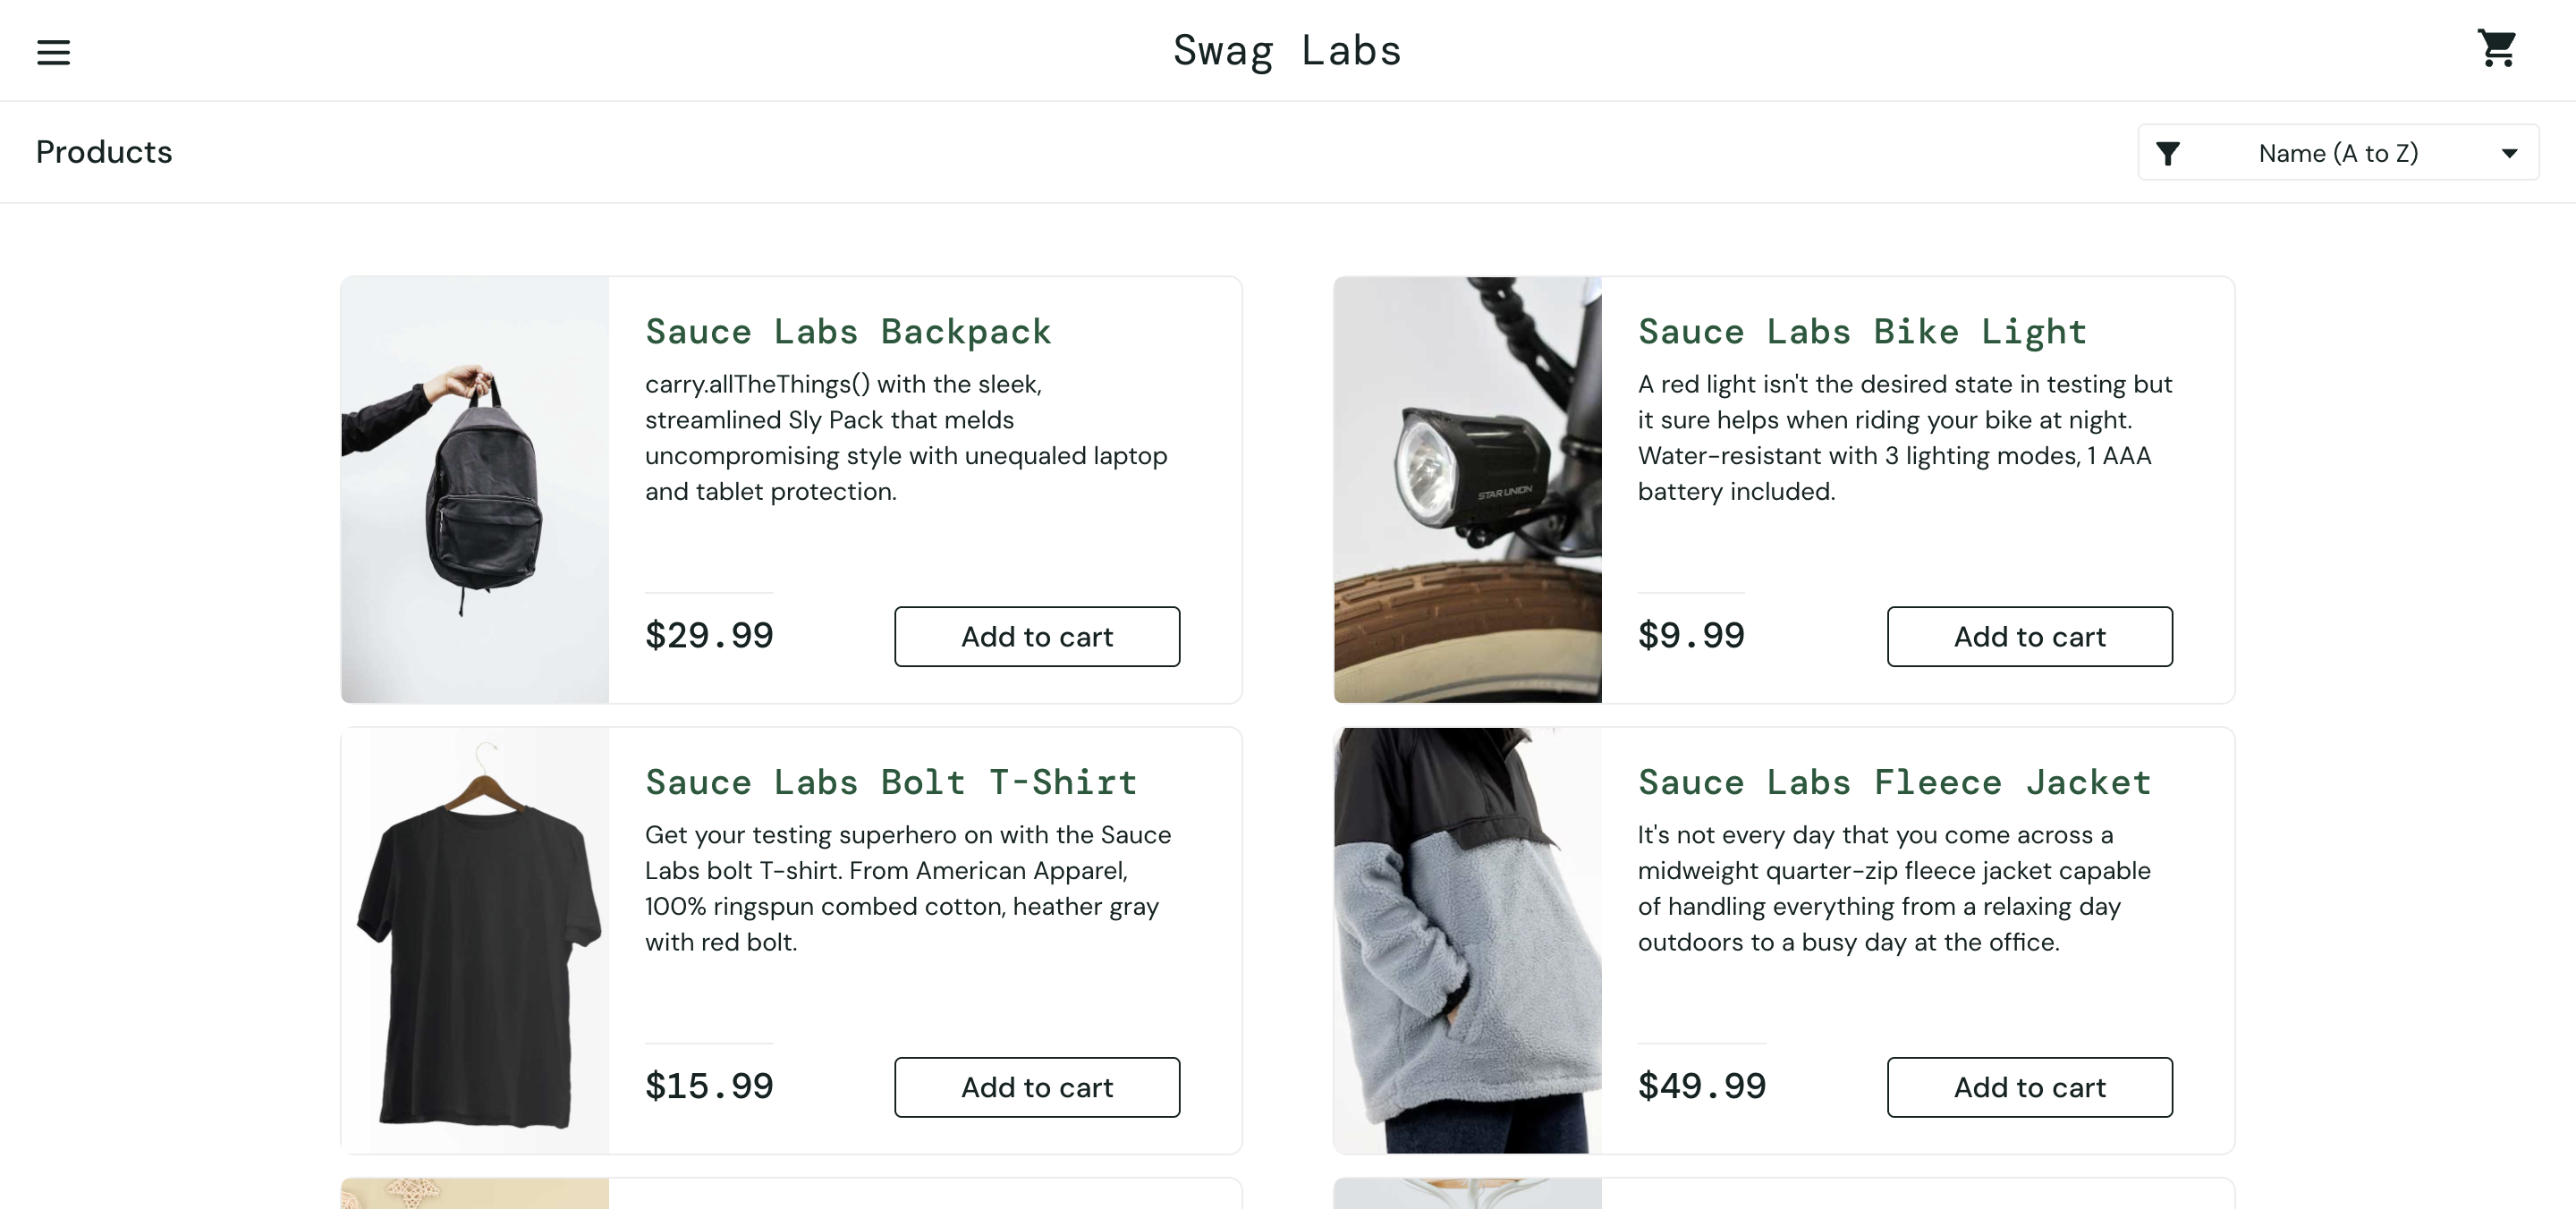 Swag Labs
Products
Name (A to Z)
Sauce Labs Backpack
carry.allTheThings() with the sleek,
streamlined Sly Pack that melds
uncompromising style with unequaled laptop
and tablet protection.
$29.99
Add to cart
Sauce Labs Bike Light
A red light isn't the desired state in testing but
it sure helps when riding your bike at night.
Water-resistant with 3 lighting modes, 1 AAA
battery included.
STAR UNION
$9.99
Add to cart
Sauce Labs Bolt T-Shirt
Get your testing superhero on with the Sauce
Labs bolt T-shirt. From American Apparel,
100% ringspun combed cotton, heather gray
with red bolt.
$15.99
Add to cart
Sauce Labs Fleece Jacket
It's not every day that you come across a
midweight quarter-zip fleece jacket capable
of handling everything from a relaxing day
outdoors to a busy day at the office.
$49.99
Add to cart